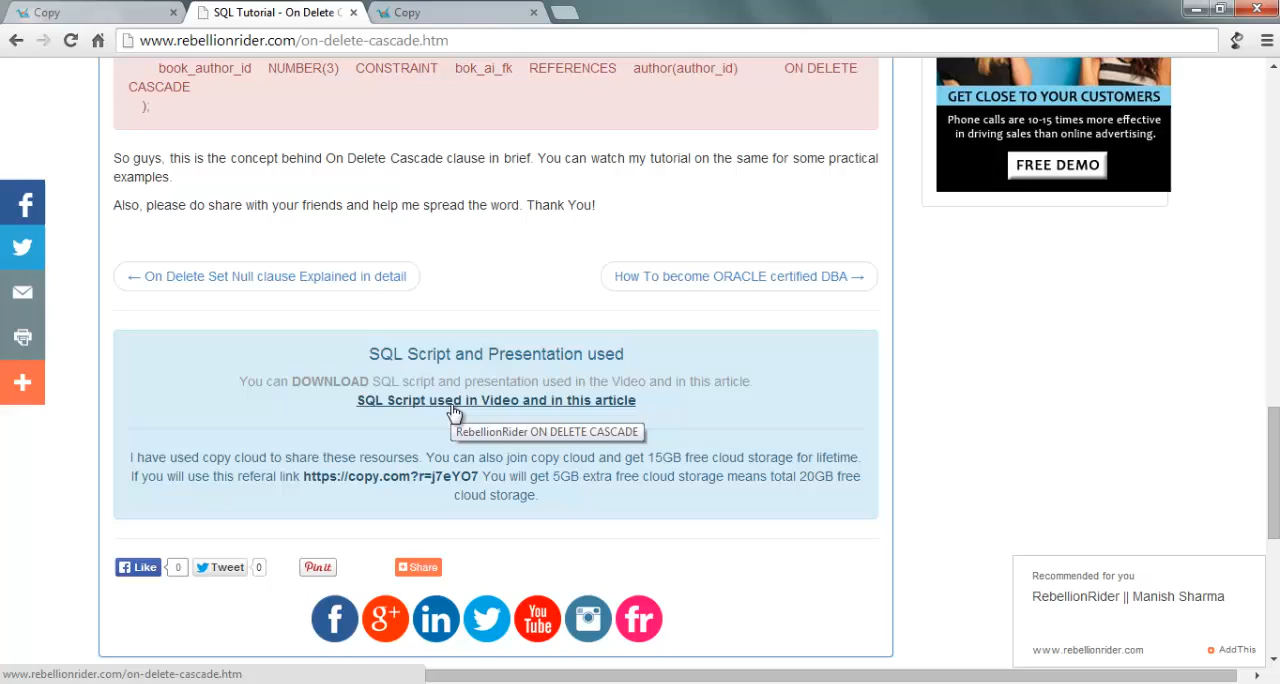 Copy
SQL Tutorial - On Delete C
Copy
www.rebellionrider.com/on-delete-cascade.htm
book_author_id NUMBER(3) CONSTRAINT bok_ai_fk REFERENCES author(author_id) ON DELETE
CASCADE
);
So guys, this is the concept behind On Delete Cascade clause in brief. You can watch my tutorial on the same for some practical
examples.
Also, please do share with your friends and help me spread the word. Thank You!
← On Delete Set Null clause Explained in detail
How To become ORACLE certified DBA →
SQL Script and Presentation used
You can DOWNLOAD SQL script and presentation used in the Video and in this article.
SQL Script used in Video and in this article
RebellionRider ON DELETE CASCADE
I have used copy cloud to share these resourses. You can also join copy cloud and get 15GB free cloud storage for lifetime.
If you will use this referal link https://copy.com?r=j7eYO7 You will get 5GB extra free cloud storage means total 20GB free
cloud storage.
Like 0 Tweet 0 Pin it Share
f g+ in You Tube fr
GET CLOSE TO YOUR CUSTOMERS
Phone calls are 10-15 times more effective
in driving sales than online advertising.
FREE DEMO
Recommended for you
RebellionRider || Manish Sharma
www.rebellionrider.com
AddThis
www.rebellionrider.com/on-delete-cascade.htm